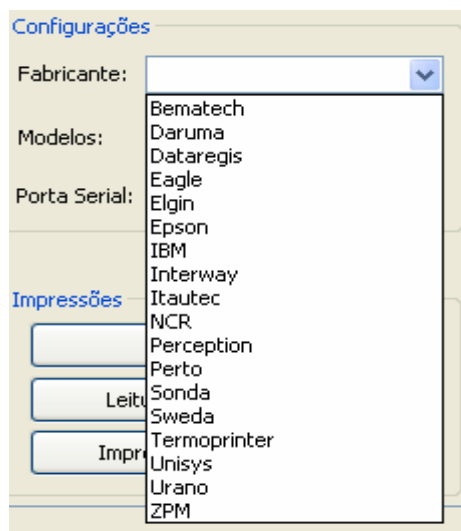 Configurações
Fabricante:
Bematech
Daruma
Modelos:
Dataregis
Eagle
Porta Serial:
Elgin
Epson
IBM
Interway
Impressões
Itautec
NCR
Perception
Perto
Sonda
Sweda
Termoprinter
Unisys
Urano
ZPM